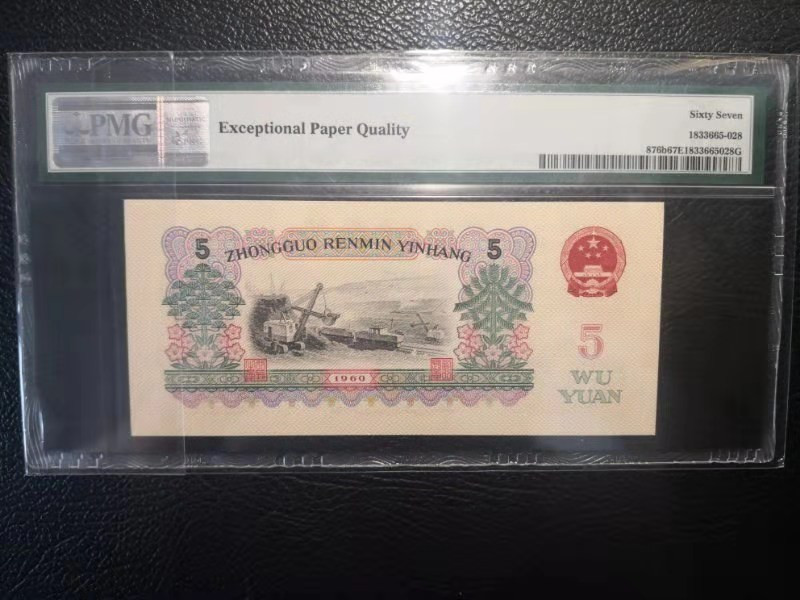 PMG
Exceptional Paper Quality
Sixty Seven
1833665-028
876b67E1833665028G
5 ZHONGGUO RENMIN YINHANG 5
1960
5
WU
YUAN